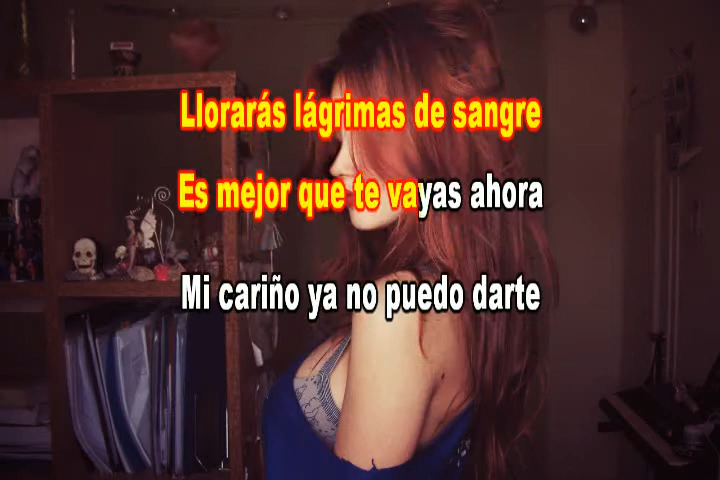 Llorarás lágrimas de sangre
Es mejor que te vayas ahora
Mi cariño ya no puedo darte